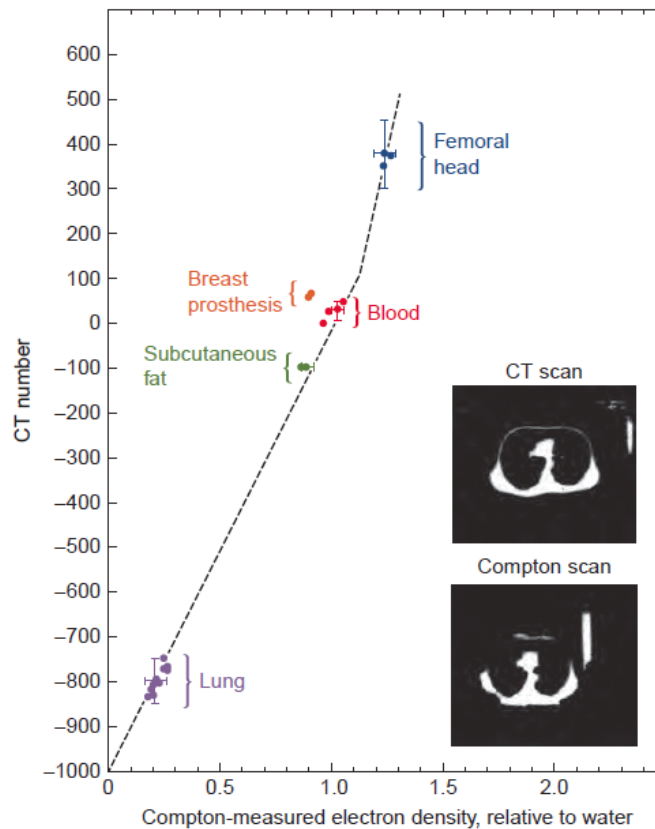 600
500
400
300
200
100
0
–100
–200
–300
–400
–500
–600
–700
–800
–900
–1000
CT number
Femoral
head
Breast
prosthesis
Blood
Subcutaneous
fat
CT scan
Compton scan
Lung
0
0.5
1.0
1.5
2.0
Compton-measured electron density, relative to water